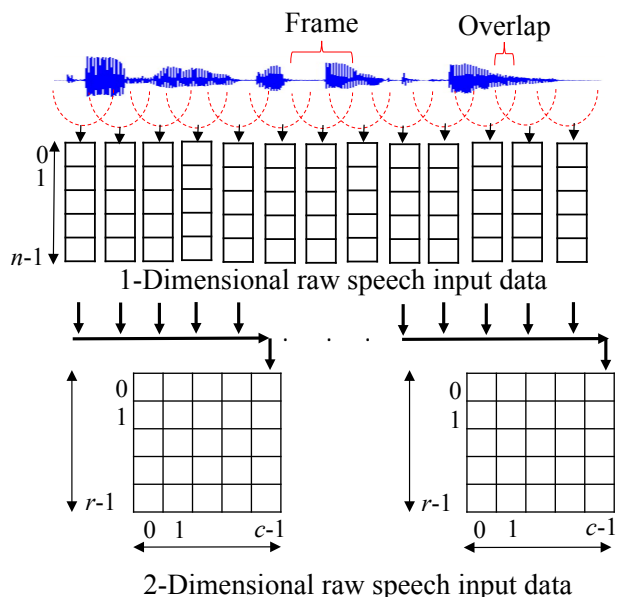 Frame
Overlap
0
1
n-1
1-Dimensional raw speech input data
. . .
0
1
r-1
0 1 c-1
0
1
r-1
0 1 c-1
2-Dimensional raw speech input data